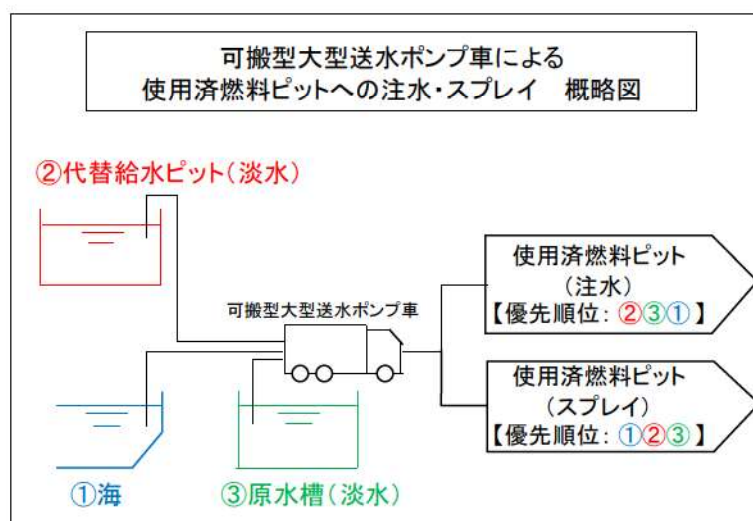 可搬型大型送水ポンプ車による
使用済燃料ピットへの注水・スプレイ　概略図
②代替給水ピット(淡水)
可搬型大型送水ポンプ車
使用済燃料ピット
(注水)
【優先順位：②③①】
使用済燃料ピット
(スプレイ)
【優先順位：①②③】
①海
③原水槽(淡水)